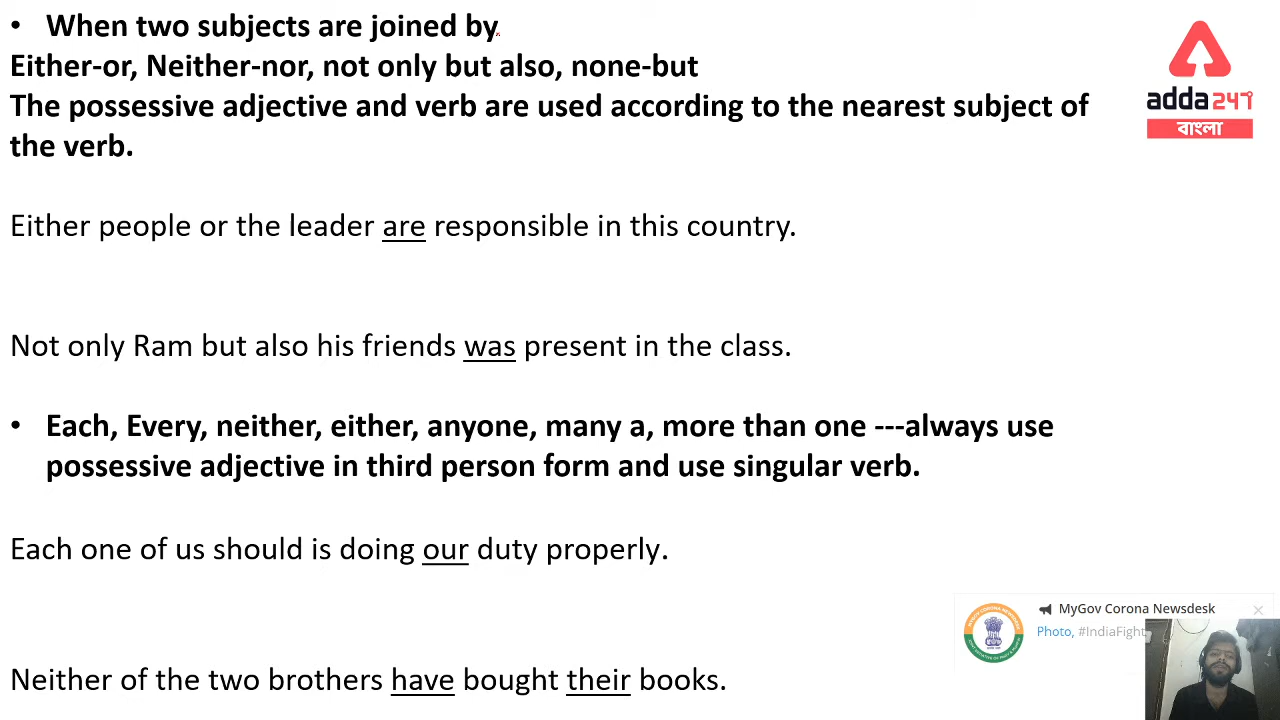 • When two subjects are joined by
Either-or, Neither-nor, not only but also, none-but
The possessive adjective and verb are used according to the nearest subject of
the verb.
adda247
বাংলা
Either people or the leader are responsible in this country.
Not only Ram but also his friends was present in the class.
• Each, Every, neither, either, anyone, many a, more than one ---always use
possessive adjective in third person form and use singular verb.
Each one of us should is doing our duty properly.
MyGov Corona Newsdesk
Photo, #IndiaFight
Neither of the two brothers have bought their books.